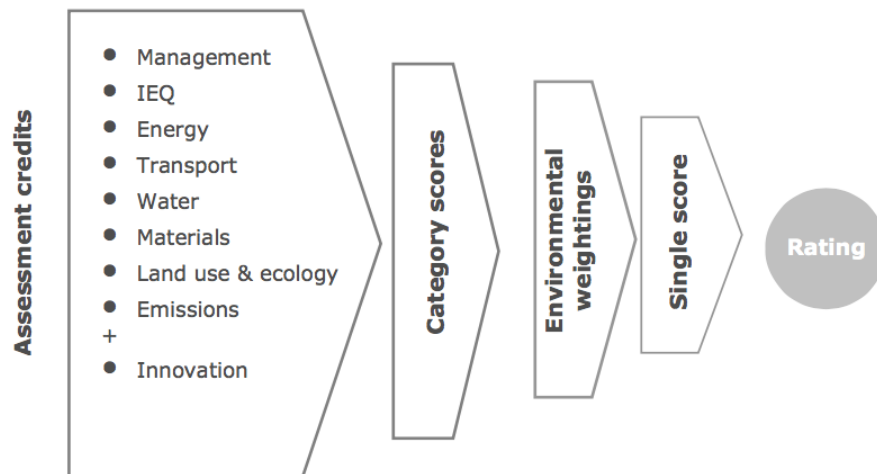 Assessment credits
● Management
● IEQ
● Energy
● Transport
● Water
● Materials
● Land use & ecology
● Emissions
+
● Innovation
Category scores
Environmental
weightings
Single score
Rating